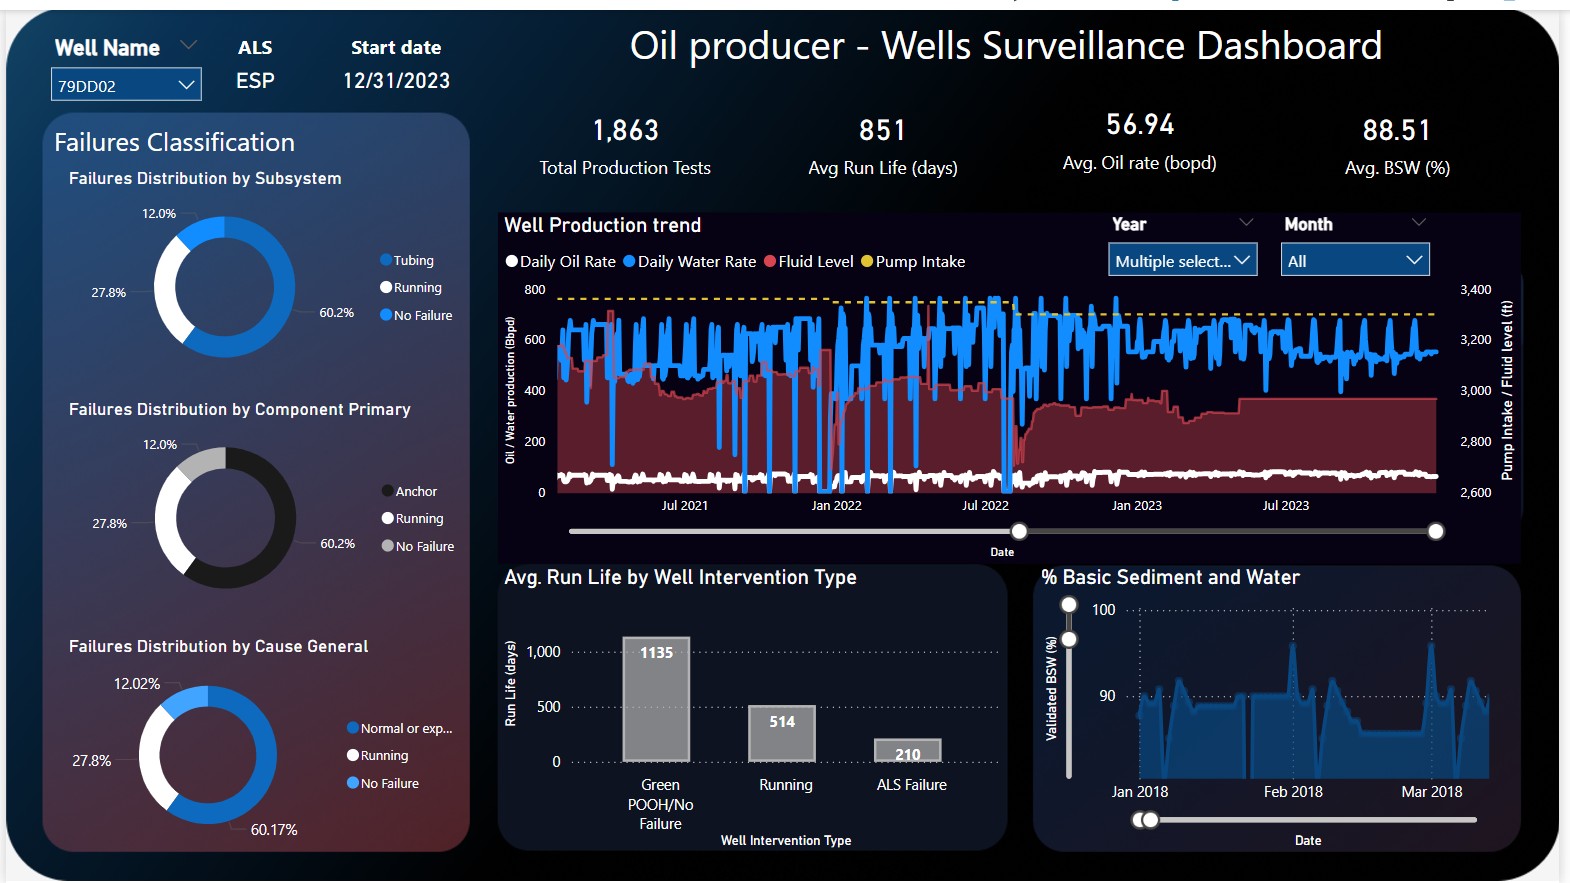 Oil producer - Wells Surveillance Dashboard
Well Name
79DD02
ALS
ESP
Start date
12/31/2023
1,863
Total Production Tests
851
Avg Run Life (days)
56.94
Avg. Oil rate (bopd)
88.51
Avg. BSW (%)
Failures Classification
Failures Distribution by Subsystem
12.0%
27.8%
60.2%
Tubing
Running
No Failure
Failures Distribution by Component Primary
12.0%
27.8%
60.2%
Anchor
Running
No Failure
Failures Distribution by Cause General
12.02%
27.8%
60.17%
Normal or exp...
Running
No Failure
Well Production trend
Year
Multiple select...
Month
All
Daily Oil Rate Daily Water Rate Fluid Level Pump Intake
Oil / Water production (Bbpd)
800
600
400
200
0
3,400
3,200
3,000
2,800
2,600
Pump Intake / Fluid level (ft)
Jul 2021 Jan 2022 Jul 2022 Jan 2023 Jul 2023
Date
Avg. Run Life by Well Intervention Type
Run Life (days)
1,000
500
0
1135
514
210
Green
POOH/No
Failure
Running
ALS Failure
Well Intervention Type
% Basic Sediment and Water
Validated BSW (%)
100
90
Jan 2018 Feb 2018 Mar 2018
Date